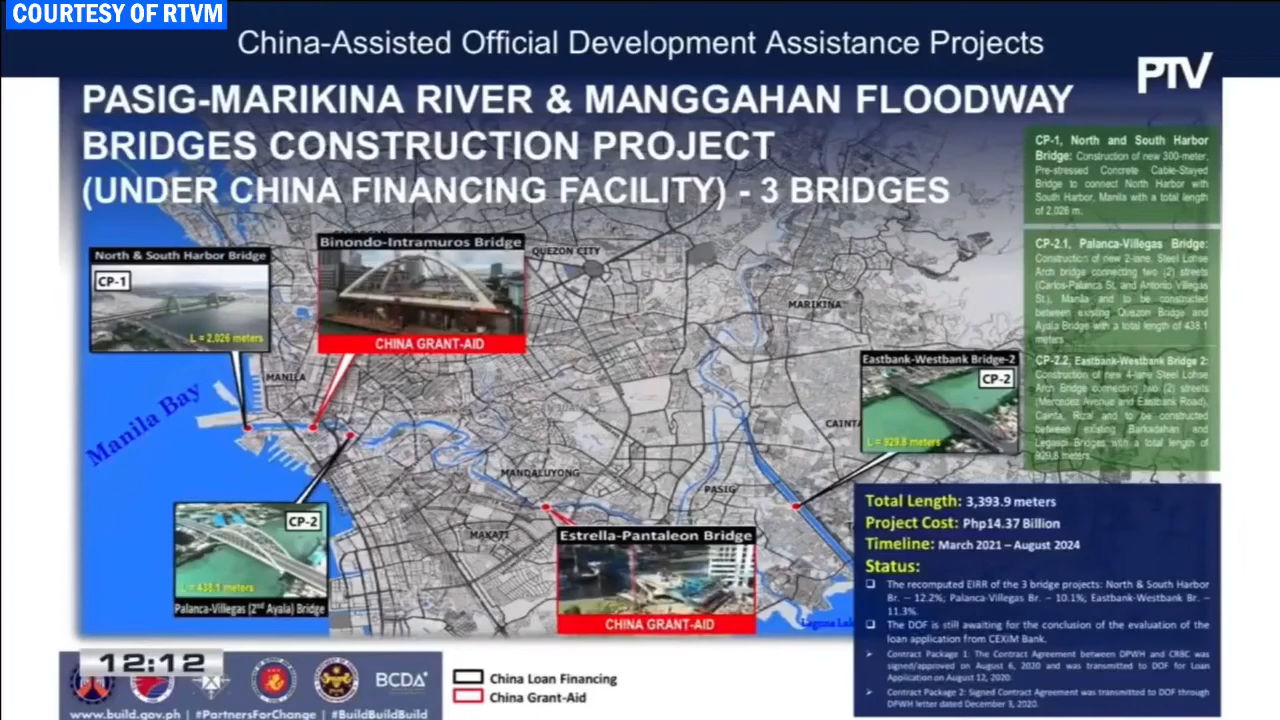 COURTESY OF RTVM
China-Assisted Official Development Assistance Projects
PTV
PASIG-MARIKINA RIVER & MANGGAHAN FLOODWAY
BRIDGES CONSTRUCTION PROJECT
(UNDER CHINA FINANCING FACILITY) - 3 BRIDGES
CP-1, North and South Harbor
Bridge: Construction of new 300-meter,
Pre-stressed Concrete Cable-Stayed
Bridge to connect North Harbor with
South Harbor, Manila with a total length
of 2,026 m.
CP-2.1, Palanca-Villegas Bridge:
Construction of new 2-lane, Steel Lohse
Arch bridge connecting two (2) streets
(Carlos-Palanca St. and Antonio Villegas
St.), Manila and to be constructed
between existing Quezon Bridge and
Ayala Bridge with a total length of 438.1
meters
CP-2.2, Eastbank-Westbank Bridge 2:
Construction of new 4-lane Steel Lohse
Arch Bridge connecting two (2) streets
(Mercedez Avenue and Eastbank Road),
Cainta, Rizal and to be constructed
between existing Barkadahan and
Legaspi Bridges with a total length of
929.8 meters.
North & South Harbor Bridge
CP-1
L = 2,026 meters
Binondo-Intramuros Bridge
CHINA GRANT-AID
QUEZON CITY
MARIKINA
MANILA
Manila Bay
Eastbank-Westbank Bridge-2
CP-2
L = 929.8 meters
CAINTA
MANDALUYONG
PASIG
MAKATI
CP-2
L = 438.1 meters
Palanca-Villegas (2nd Ayala) Bridge
Estrella-Pantaleon Bridge
CHINA GRANT-AID
Laguna Lake
Total Length: 3,393.9 meters
Project Cost: Php14.37 Billion
Timeline: March 2021 – August 2024
Status:
The recomputed EIRR of the 3 bridge projects: North & South Harbor
Br. – 12.2%; Palanca-Villegas Br. – 10.1%; Eastbank-Westbank Br. –
11.3%.
The DOF is still awaiting for the conclusion of the evaluation of the
loan application from CEXIM Bank.
Contract Package 1: The Contract Agreement between DPWH and CRBC was
signed/approved on August 6, 2020 and was transmitted to DOF for Loan
Application on August 12, 2020.
Contract Package 2: Signed Contract Agreement was transmitted to DOF through
DPWH letter dated December 3, 2020.
12:12
BCDA
www.build.gov.ph | #PartnersForChange | #BuildBuildBuild
China Loan Financing
China Grant-Aid